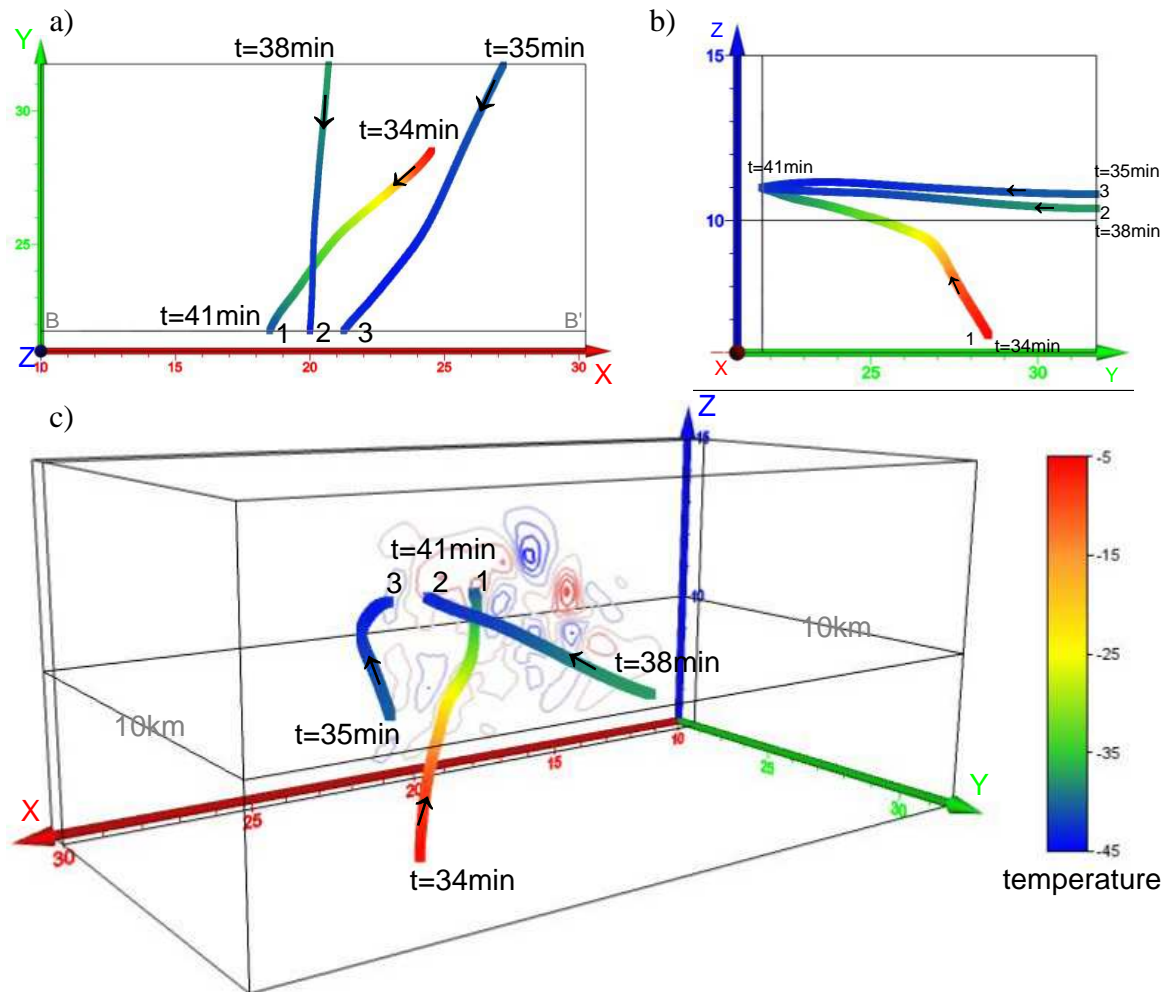 a)
Y
t=38min
t=35min
30
t=34min
25
t=41min
B
B'
1
2
3
Z
10
15
20
25
30
X
b)
Z
15
t=41min
t=35min
3
10
2
t=38min
1
t=34min
X
25
30
Y
c)
Z
15
t=41min
3
2
1
10
10km
t=38min
10km
t=35min
10
15
20
25
30
X
25
30
Y
t=34min
-5
-15
-25
-35
-45
temperature